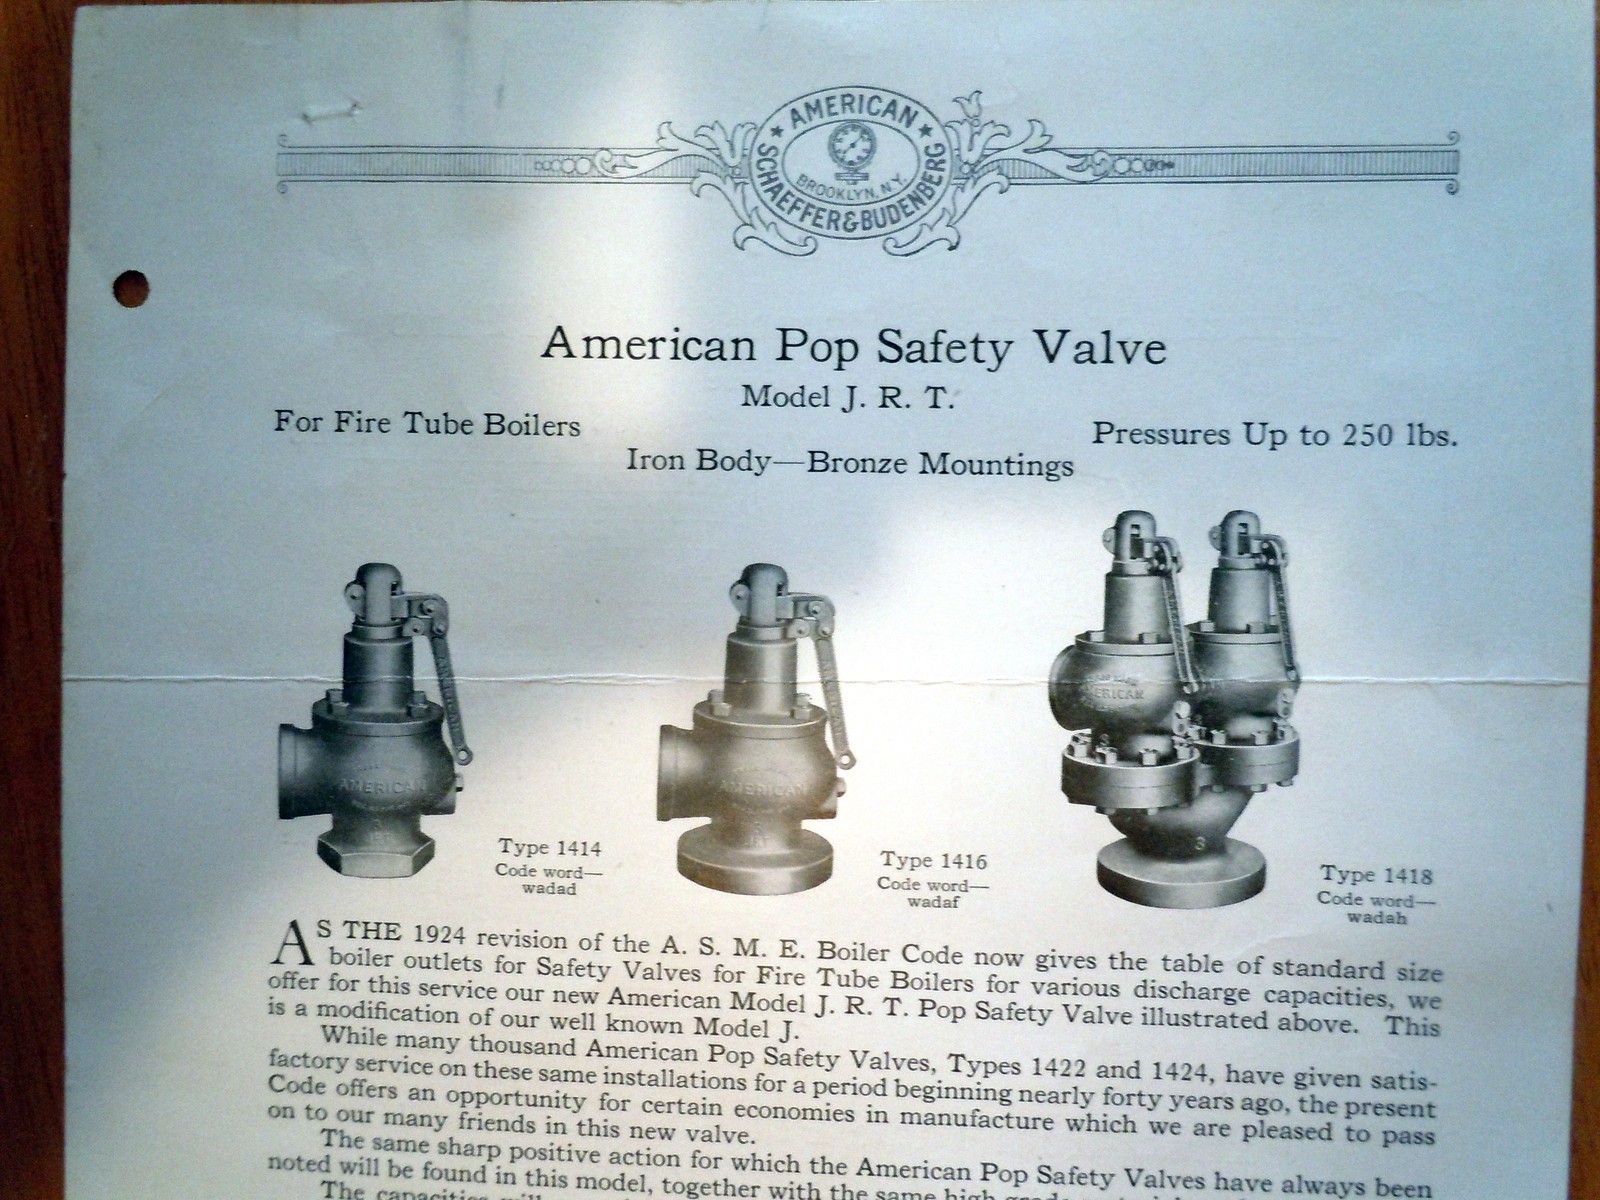 AMERICAN
SCHAEFFER & BUDENBERG
BROOKLYN, N.Y.
American Pop Safety Valve
Model J. R. T.
For Fire Tube Boilers
Pressures Up to 250 lbs.
Iron Body—Bronze Mountings
AMERICAN
AMERICAN
AMERICAN
AMERICAN
AMERICAN
3
3
Type 1414
Code word—
wadad
Type 1416
Code word—
wadaf
Type 1418
Code word—
wadah
AS THE 1924 revision of the A. S. M. E. Boiler Code now gives the table of standard size
boiler outlets for Safety Valves for Fire Tube Boilers for various discharge capacities, we
offer for this service our new American Model J. R. T. Pop Safety Valve illustrated above. This
is a modification of our well known Model J.
While many thousand American Pop Safety Valves, Types 1422 and 1424, have given satis-
factory service on these same installations for a period beginning nearly forty years ago, the present
Code offers an opportunity for certain economies in manufacture which we are pleased to pass
on to our many friends in this new valve.
The same sharp positive action for which the American Pop Safety Valves have always been
noted will be found in this model, together with the same high
The